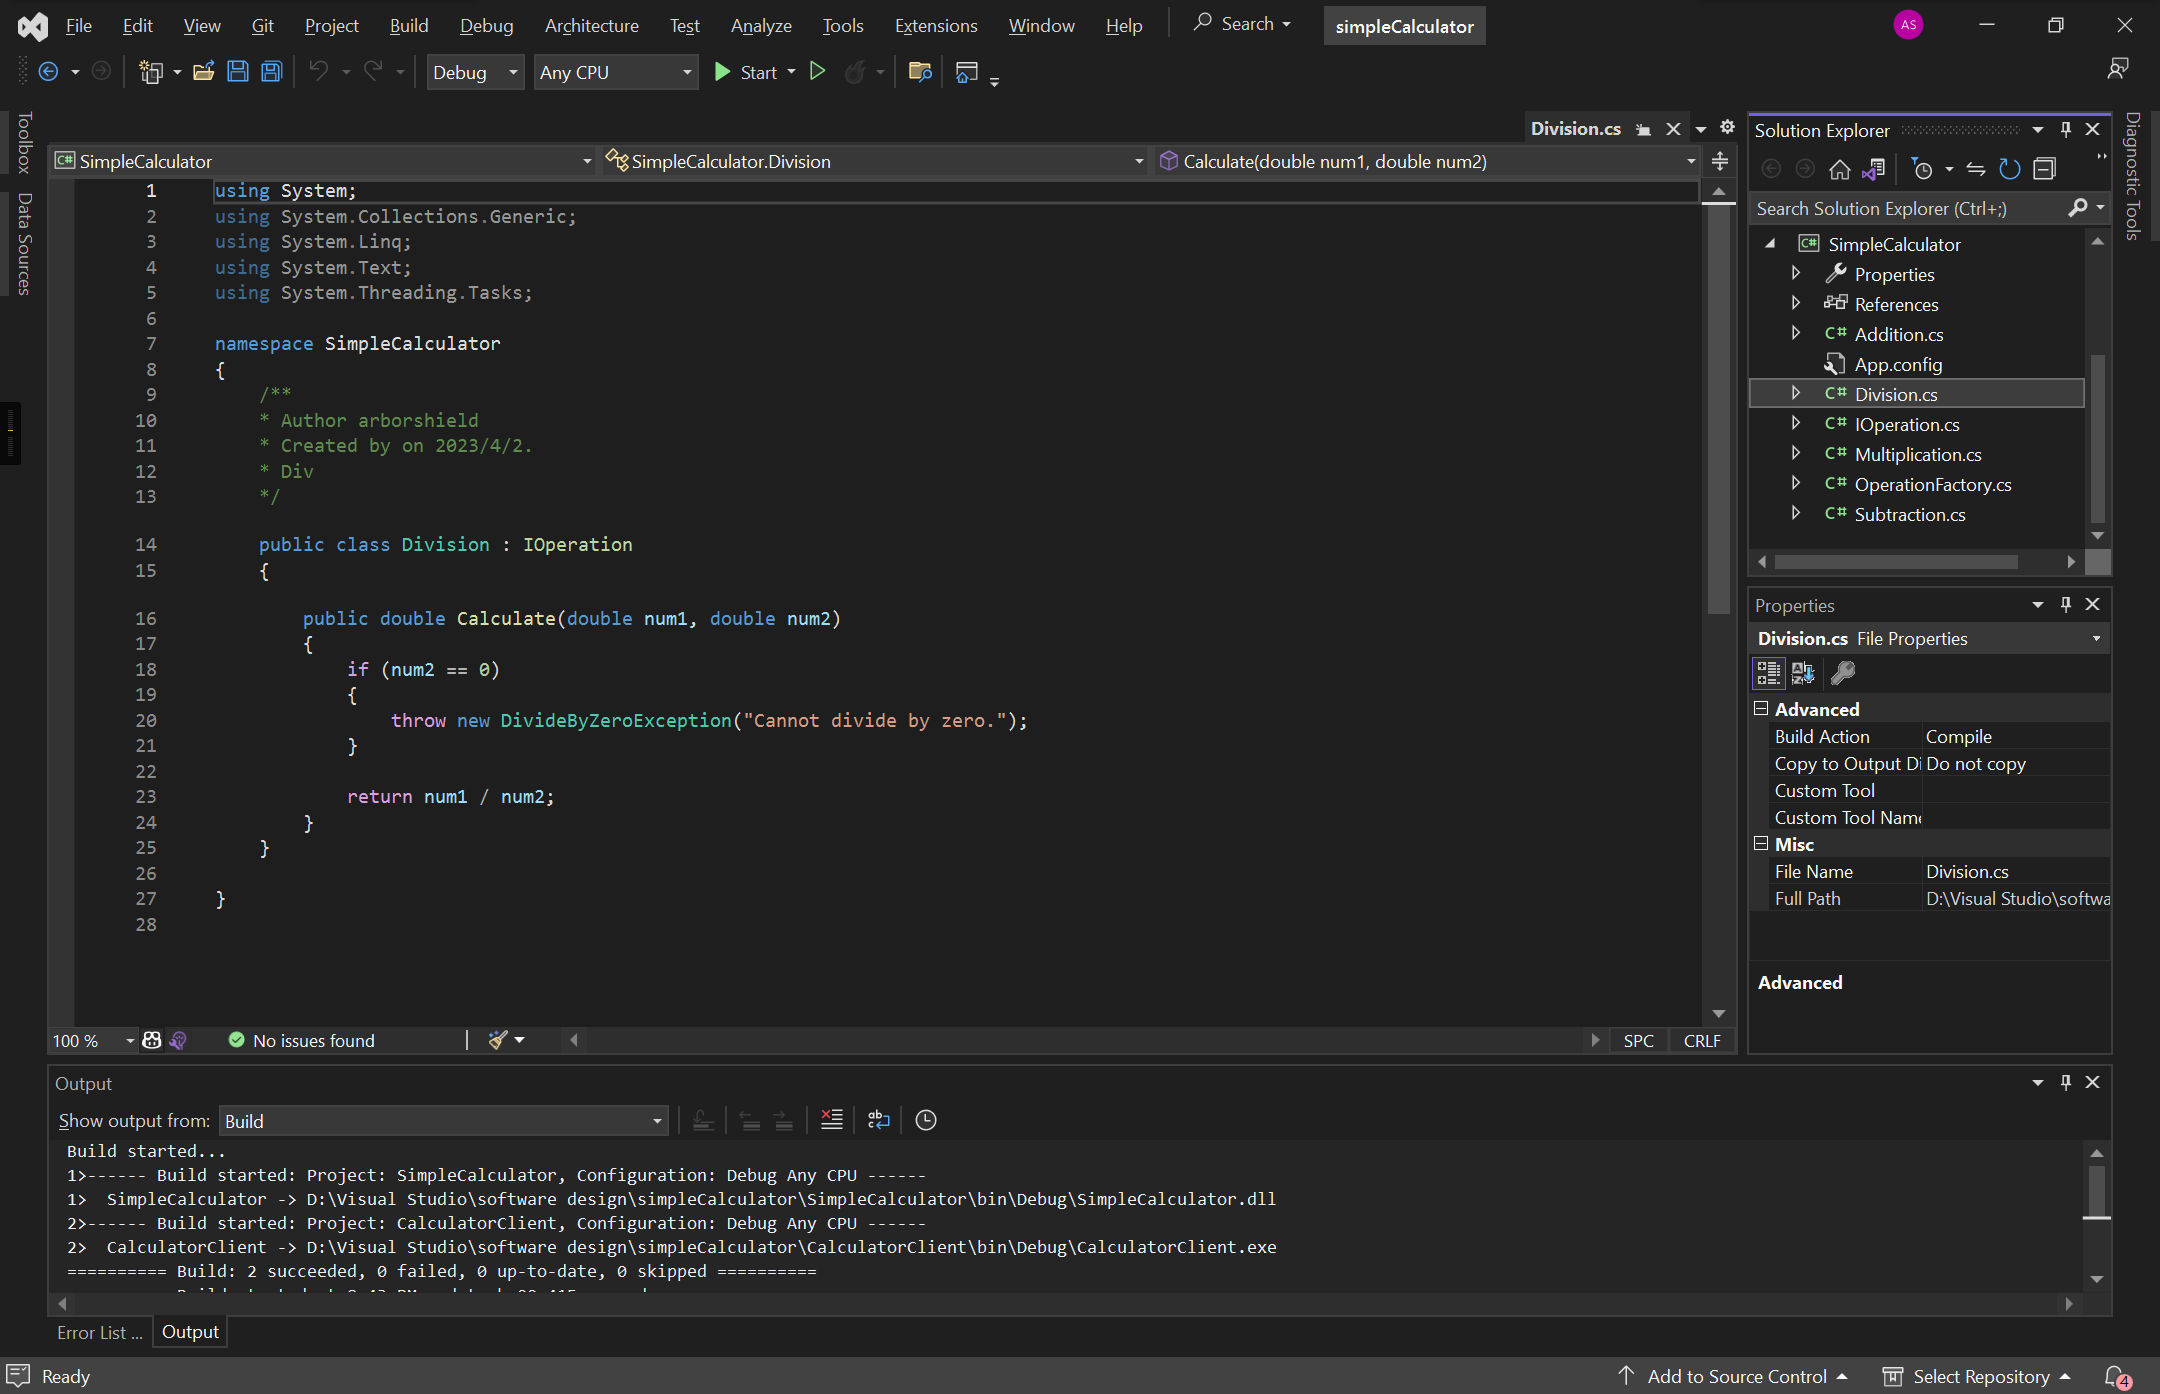 File Edit View Git Project Build Debug Architecture Test Analyze Tools Extensions Window Help Search simpleCalculator AS
Debug Any CPU Start
Toolbox
Data Sources
Division.cs
SimpleCalculator SimpleCalculator.Division Calculate(double num1, double num2)
1 using System;
2 using System.Collections.Generic;
3 using System.Linq;
4 using System.Text;
5 using System.Threading.Tasks;
6
7 namespace SimpleCalculator
8 {
9 /**
10 * Author arborshield
11 * Created by on 2023/4/2.
12 * Div
13 */
14 public class Division : IOperation
15 {
16 public double Calculate(double num1, double num2)
17 {
18 if (num2 == 0)
19 {
20 throw new DivideByZeroException("Cannot divide by zero.");
21 }
22
23 return num1 / num2;
24 }
25 }
26
27 }
28
100 % No issues found SPC CRLF
Solution Explorer
Search Solution Explorer (Ctrl+;)
C# SimpleCalculator
Properties
References
C# Addition.cs
App.config
C# Division.cs
C# IOperation.cs
C# Multiplication.cs
C# OperationFactory.cs
C# Subtraction.cs
Diagnostic Tools
Properties
Division.cs File Properties
Advanced
Build Action Compile
Copy to Output Di Do not copy
Custom Tool
Custom Tool Name
Misc
File Name Division.cs
Full Path D:\Visual Studio\softwa
Advanced
Output
Show output from: Build
Build started...
1>------ Build started: Project: SimpleCalculator, Configuration: Debug Any CPU ------
1>  SimpleCalculator -> D:\Visual Studio\software design\simpleCalculator\SimpleCalculator\bin\Debug\SimpleCalculator.dll
2>------ Build started: Project: CalculatorClient, Configuration: Debug Any CPU ------
2>  CalculatorClient -> D:\Visual Studio\software design\simpleCalculator\CalculatorClient\bin\Debug\CalculatorClient.exe
========== Build: 2 succeeded, 0 failed, 0 up-to-date, 0 skipped ==========
Error List ... Output
Ready Add to Source Control Select Repository 4